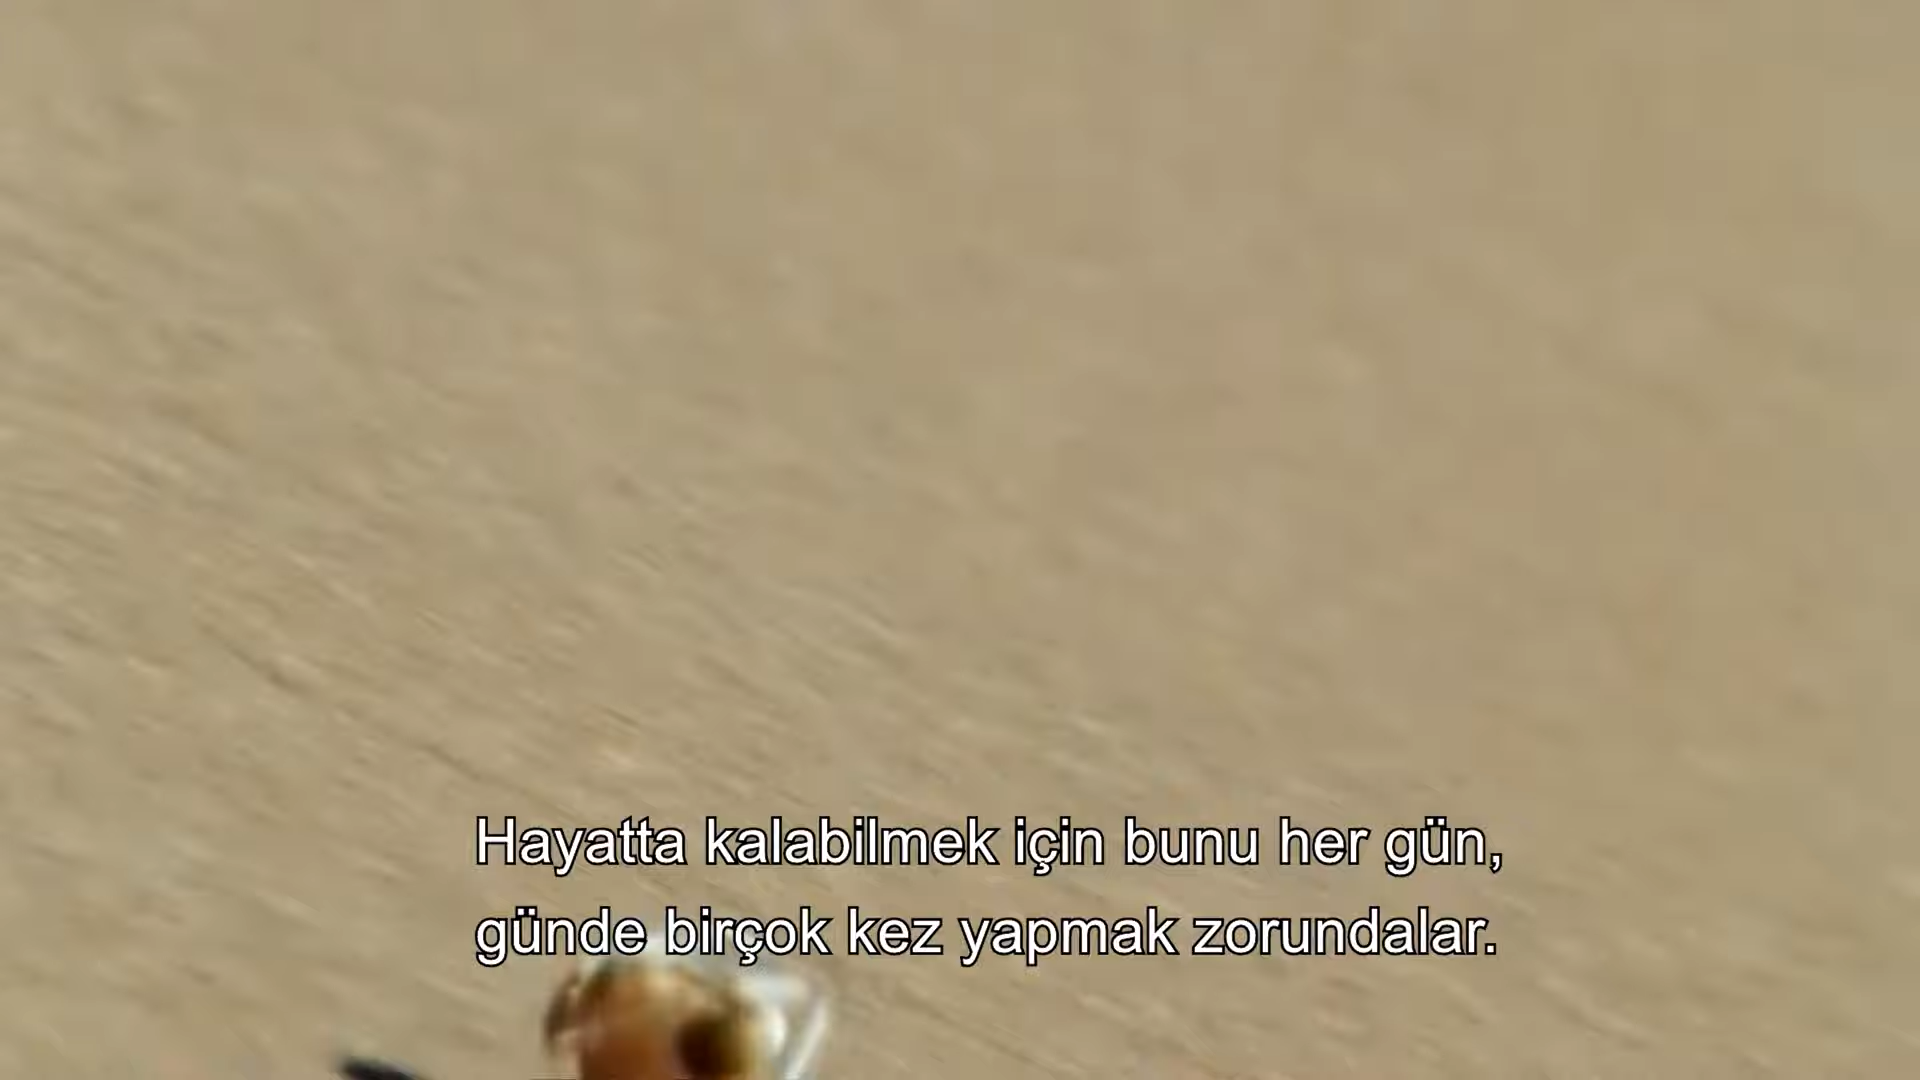 Hayatta kalabilmek için bunu her gün,
günde birçok kez yapmak zorundalar.